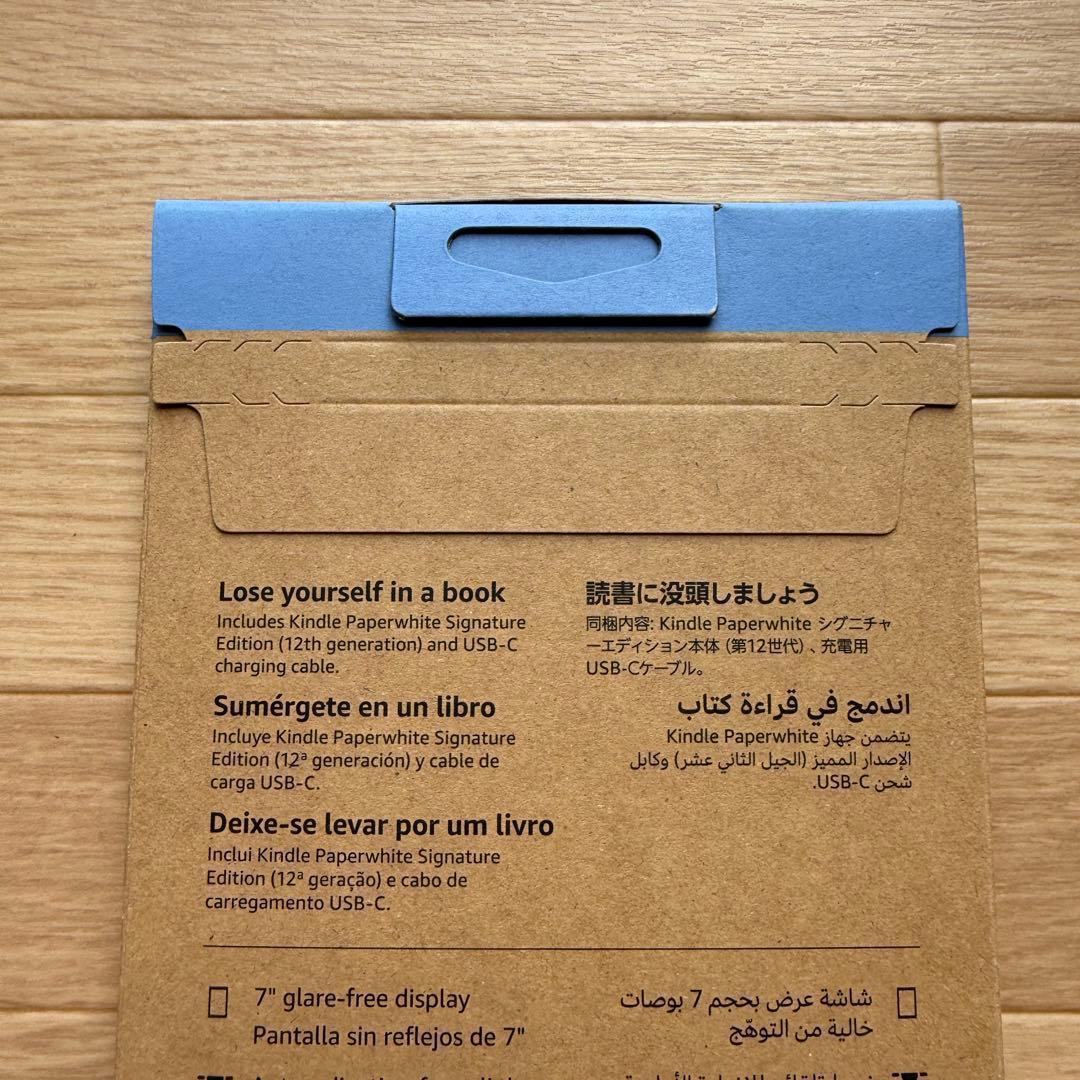 Lose yourself in a book
Includes Kindle Paperwhite Signature
Edition (12th generation) and USB-C
charging cable.
Sumérgete en un libro
Incluye Kindle Paperwhite Signature
Edition (12ª generación) y cable de
carga USB-C.
Deixe-se levar por um livro
Inclui Kindle Paperwhite Signature
Edition (12ª geração) e cabo de
carregamento USB-C.
読書に没頭しましょう
同梱内容: Kindle Paperwhite シグニチャ
ーエディション本体（第12世代）、充電用
USB-Cケーブル。
اندمج في قراءة كتاب
يتضمن جهاز Kindle Paperwhite
الإصدار المميز (الجيل الثاني عشر) وكابل
شحن USB-C.
7" glare-free display
Pantalla sin reflejos de 7"
شاشة عرض بحجم 7 بوصات
خالية من التوهّج